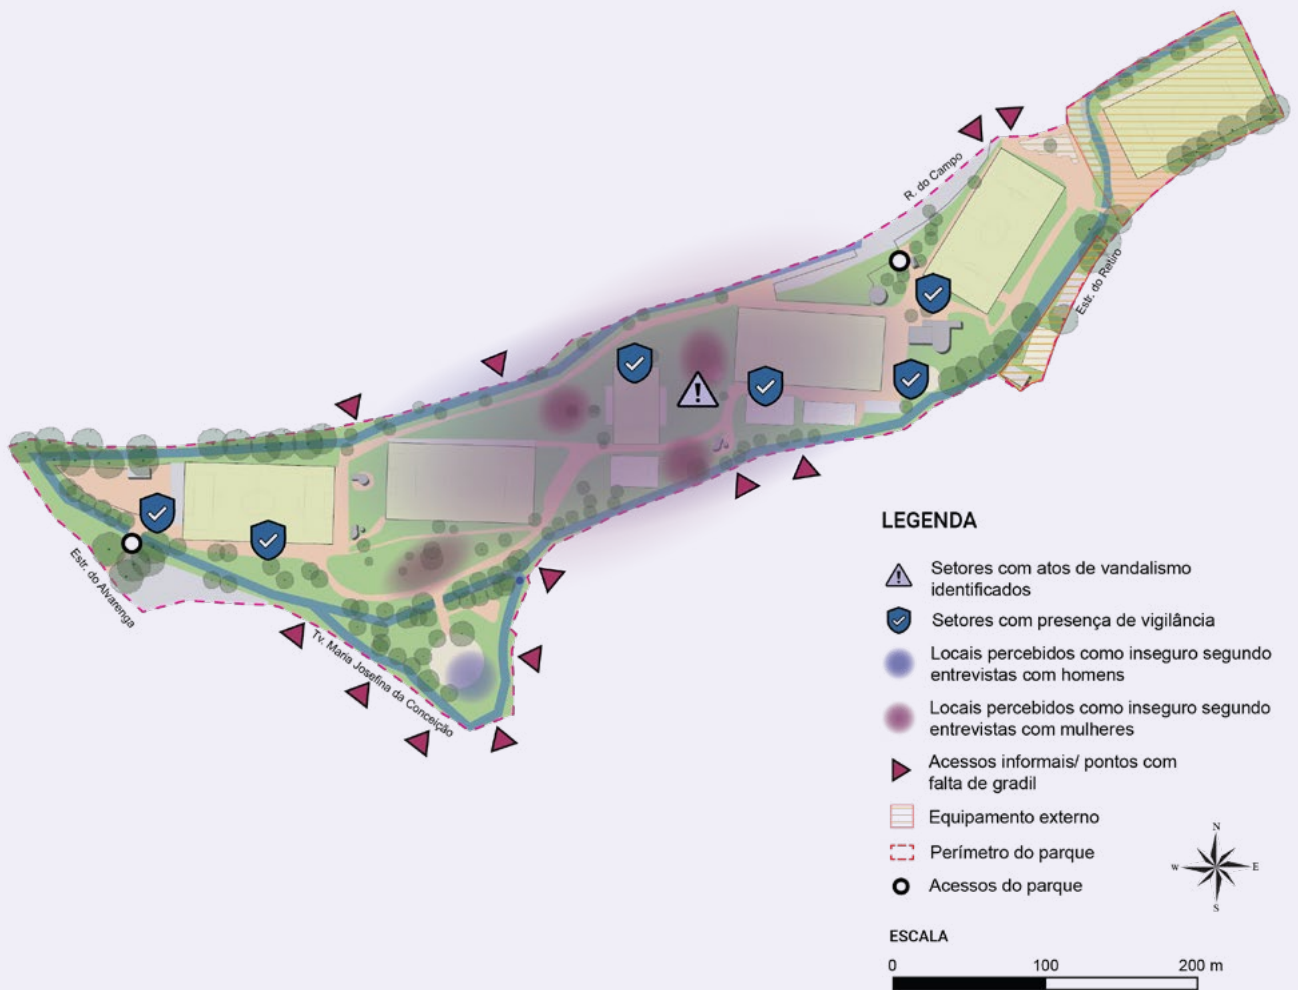 R. do Campo
Estr. do Retiro
Estr. do Alvarenga
Tv. Maria Josefina da Conceição
LEGENDA
Setores com atos de vandalismo
identificados
Setores com presença de vigilância
Locais percebidos como inseguro segundo
entrevistas com homens
Locais percebidos como inseguro segundo
entrevistas com mulheres
Acessos informais/ pontos com
falta de gradil
Equipamento externo
Perímetro do parque
Acessos do parque
N
W E
S
ESCALA
0 100 200 m